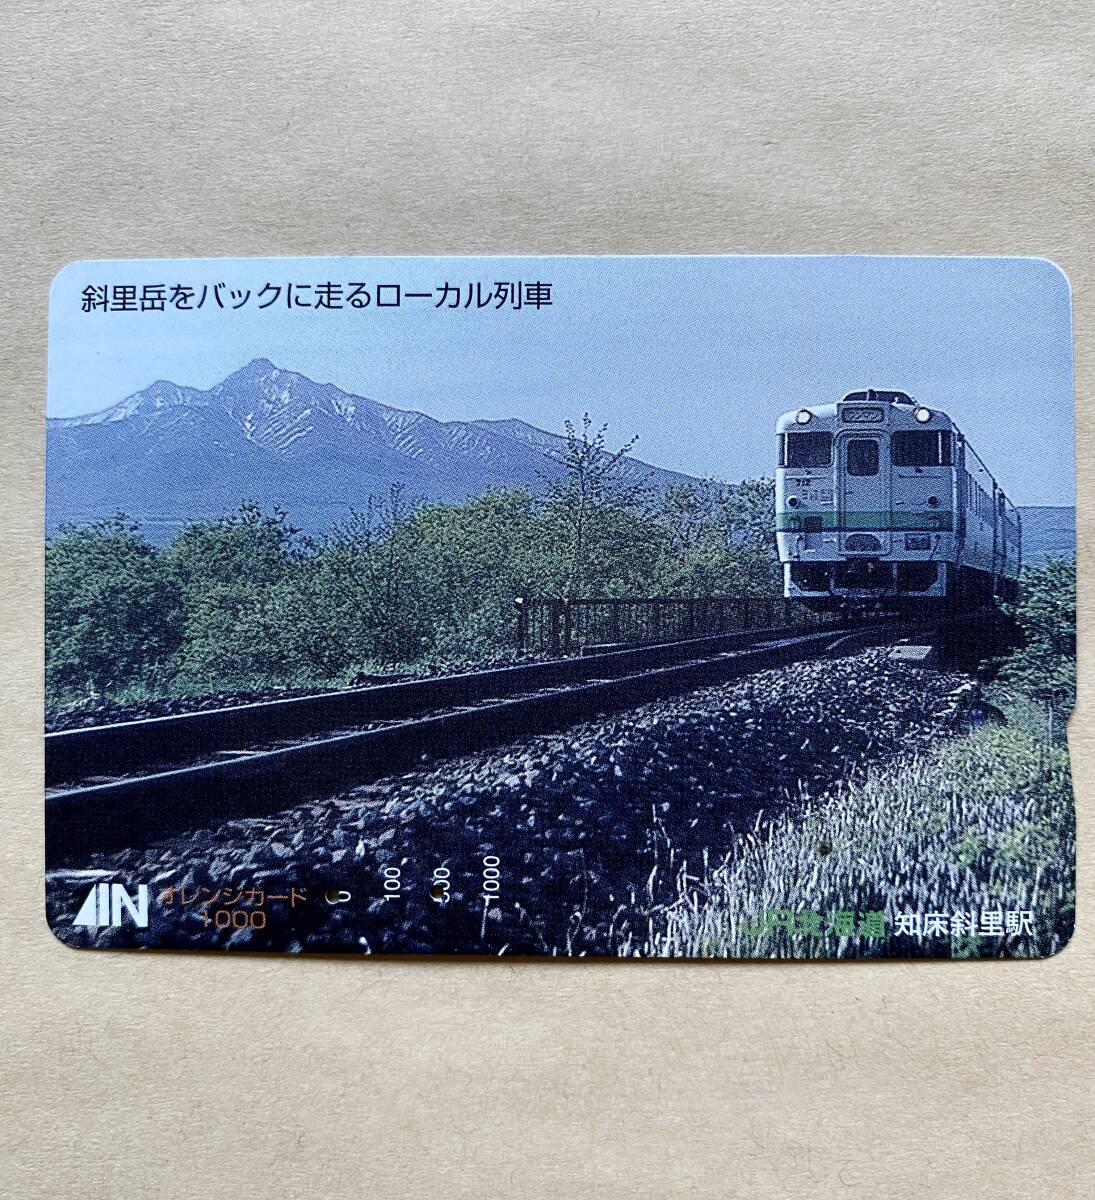 斜里岳をバックに走るローカル列車
712
IN オレンジカード
1000
0 100 500 1000
JR北海道 知床斜里駅